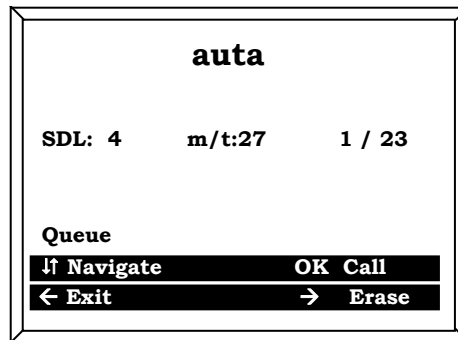 auta
SDL: 4 m/t:27 1 / 23
Queue
↓↑ Navigate OK Call
← Exit → Erase